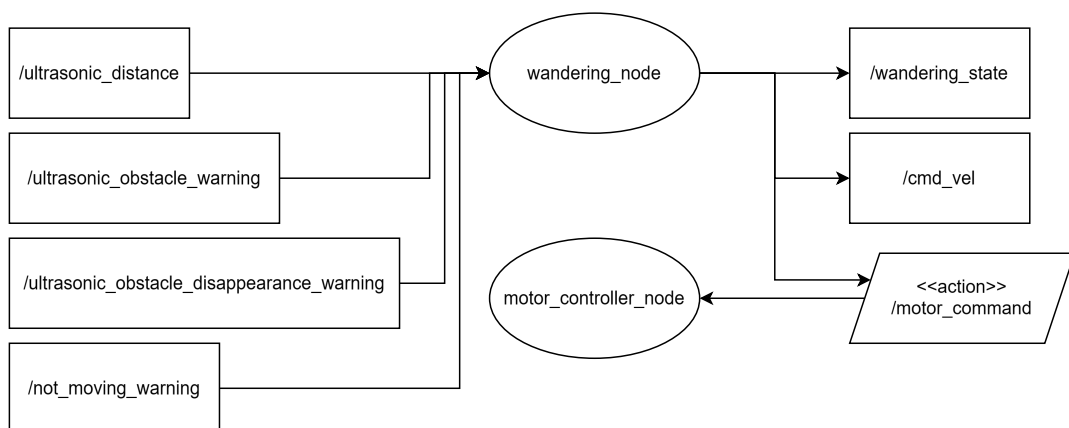 /ultrasonic_distance
/ultrasonic_obstacle_warning
/ultrasonic_obstacle_disappearance_warning
/not_moving_warning
wandering_node
motor_controller_node
/wandering_state
/cmd_vel
<<action>>
/motor_command